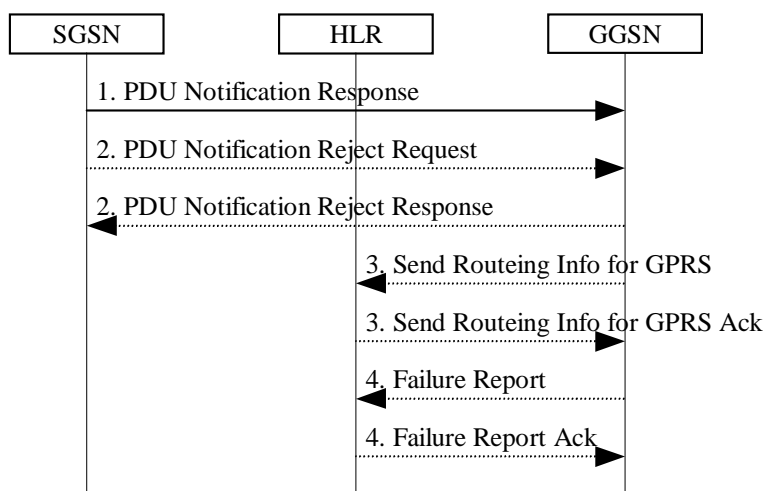 SGSN HLR GGSN
1. PDU Notification Response
2. PDU Notification Reject Request
2. PDU Notification Reject Response
3. Send Routeing Info for GPRS
3. Send Routeing Info for GPRS Ack
4. Failure Report
4. Failure Report Ack